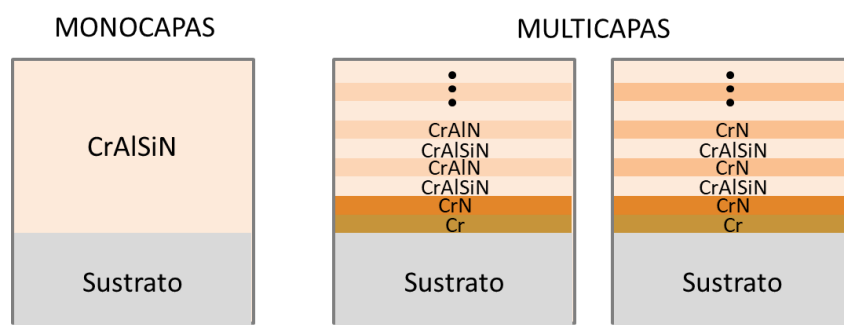 MONOCAPAS
CrAlSiN
Sustrato
MULTICAPAS
CrAlN
CrAlSiN
CrAlN
CrAlSiN
CrN
Cr
Sustrato
CrN
CrAlSiN
CrN
CrAlSiN
CrN
Cr
Sustrato